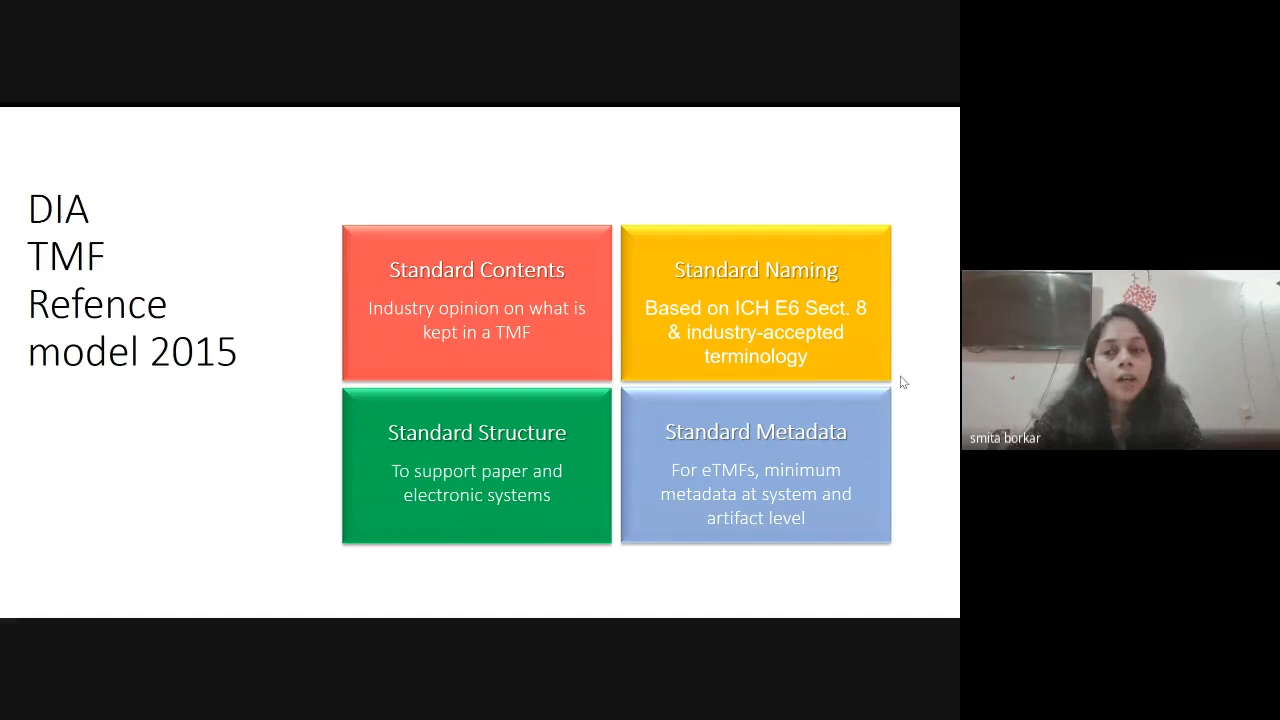 DIA
TMF
Refence
model 2015
Standard Contents
Industry opinion on what is
kept in a TMF
Standard Naming
Based on ICH E6 Sect. 8
& industry-accepted
terminology
Standard Structure
To support paper and
electronic systems
Standard Metadata
For eTMFs, minimum
metadata at system and
artifact level
smita borkar